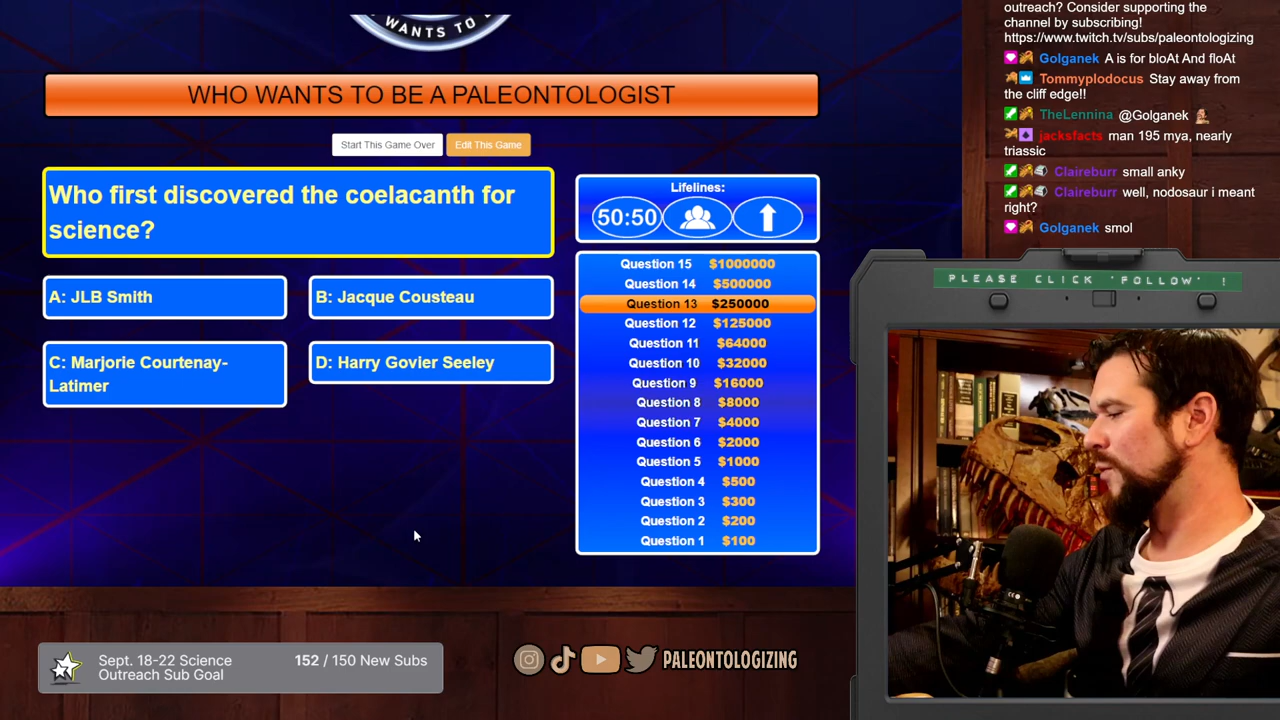 WANTS TO
WHO WANTS TO BE A PALEONTOLOGIST
Start This Game Over
Edit This Game
Who first discovered the coelacanth for
science?
A: JLB Smith
B: Jacque Cousteau
C: Marjorie Courtenay-
Latimer
D: Harry Govier Seeley
Lifelines:
50:50
Question 15 $1000000
Question 14 $500000
Question 13 $250000
Question 12 $125000
Question 11 $64000
Question 10 $32000
Question 9 $16000
Question 8 $8000
Question 7 $4000
Question 6 $2000
Question 5 $1000
Question 4 $500
Question 3 $300
Question 2 $200
Question 1 $100
outreach? Consider supporting the
channel by subscribing!
https://www.twitch.tv/subs/paleontologizing
Golganek A is for bloAt And floAt
Tommyplodocus Stay away from
the cliff edge!!
TheLennina @Golganek
jacksfacts man 195 mya, nearly
triassic
Claireburr small anky
Claireburr well, nodosaur i meant
right?
Golganek smol
PLEASE CLICK "FOLLOW" !
Sept. 18-22 Science
Outreach Sub Goal
152 / 150 New Subs
PALEONTOLOGIZING